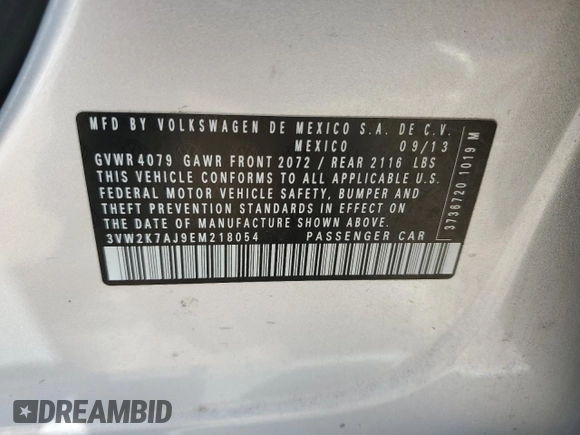 MFD BY VOLKSWAGEN DE MEXICO S.A. DE C.V.
MEXICO 09/13
GVWR 4079 GAWR FRONT 2072 / REAR 2116 LBS
THIS VEHICLE CONFORMS TO ALL APPLICABLE U.S.
FEDERAL MOTOR VEHICLE SAFETY, BUMPER AND
THEFT PREVENTION STANDARDS IN EFFECT ON
THE DATE OF MANUFACTURE SHOWN ABOVE.
3VW2K7AJ9EM218054 PASSENGER CAR
3736720 1019 M
DREAMBID